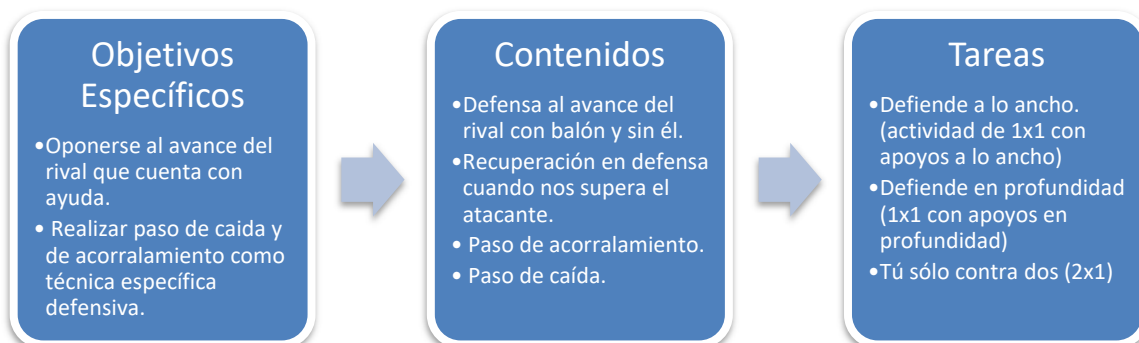 Objetivos
Específicos
•Oponerse al avance del
rival que cuenta con
ayuda.
• Realizar paso de caida y
de acorralamiento como
técnica específica
defensiva.
Contenidos
•Defensa al avance del
rival con balón y sin él.
•Recuperación en defensa
cuando nos supera el
atacante.
• Paso de acorralamiento.
• Paso de caída.
Tareas
•Defiende a lo ancho.
(actividad de 1x1 con
apoyos a lo ancho)
•Defiende en profundidad
(1x1 con apoyos en
profundidad)
•Tú sólo contra dos (2x1)